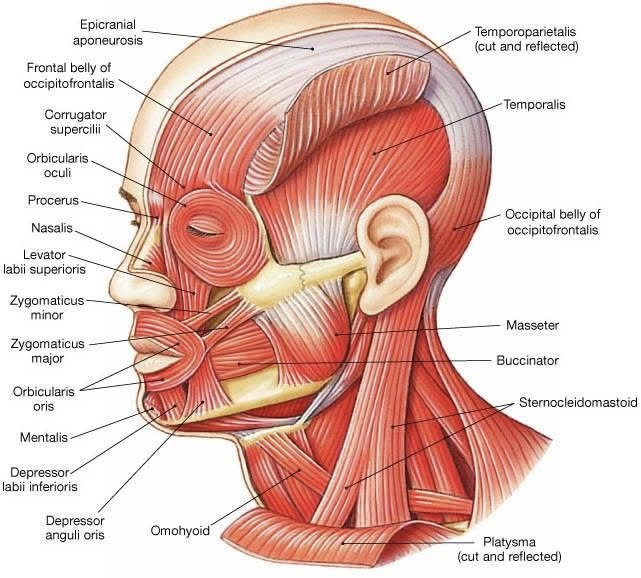 Epicranial
aponeurosis
Frontal belly of
occipitofrontalis
Corrugator
supercilii
Orbicularis
oculi
Procerus
Nasalis
Levator
labii superioris
Zygomaticus
minor
Zygomaticus
major
Orbicularis
oris
Mentalis
Depressor
labii inferioris
Depressor
anguli oris
Omohyoid
Temporoparietalis
(cut and reflected)
Temporalis
Occipital belly of
occipitofrontalis
Masseter
Buccinator
Sternocleidomastoid
Platysma
(cut and reflected)